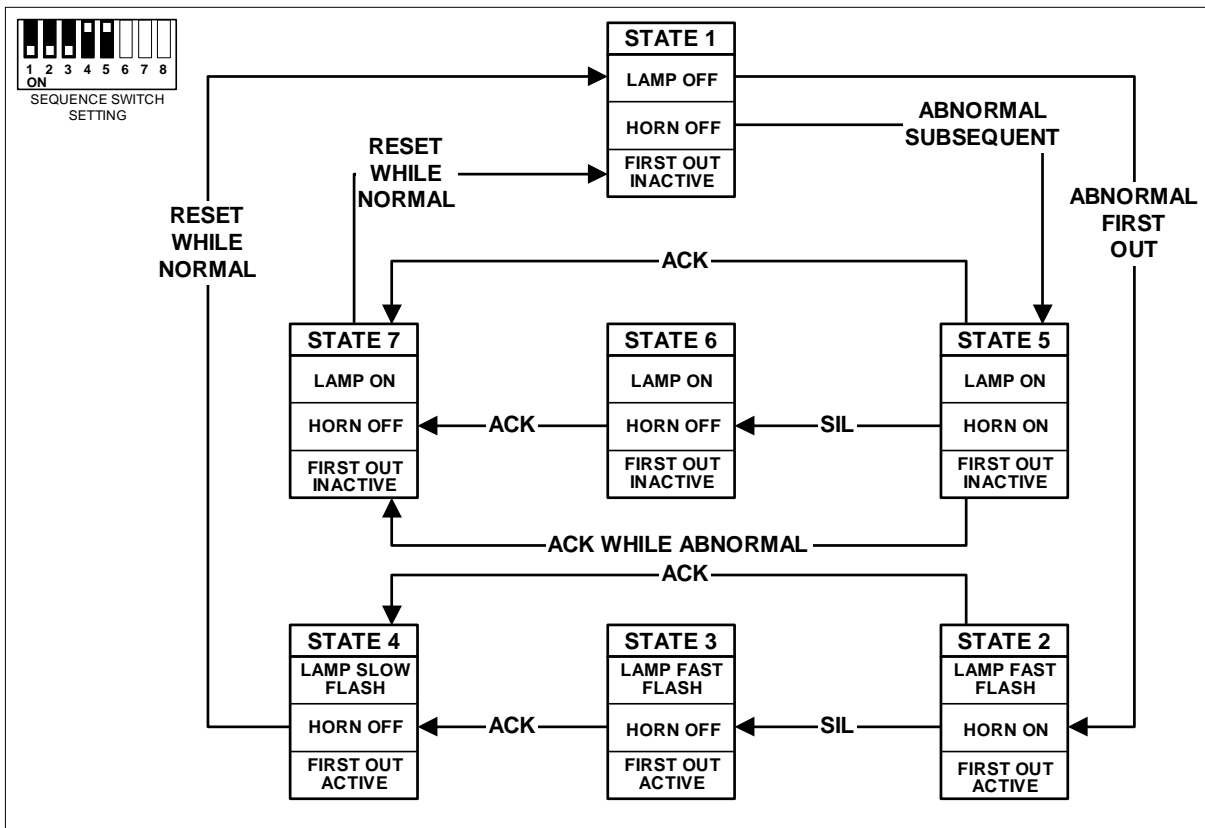 1 2 3 4 5 6 7 8
ON
SEQUENCE SWITCH
SETTING
STATE 1
LAMP OFF
HORN OFF
FIRST OUT
INACTIVE
ABNORMAL
SUBSEQUENT
RESET
WHILE
NORMAL
RESET
WHILE
NORMAL
ABNORMAL
FIRST
OUT
ACK
STATE 7
LAMP ON
HORN OFF
FIRST OUT
INACTIVE
ACK
STATE 6
LAMP ON
HORN OFF
FIRST OUT
INACTIVE
SIL
STATE 5
LAMP ON
HORN ON
FIRST OUT
INACTIVE
ACK WHILE ABNORMAL
ACK
STATE 4
LAMP SLOW
FLASH
HORN OFF
FIRST OUT
ACTIVE
ACK
STATE 3
LAMP FAST
FLASH
HORN OFF
FIRST OUT
ACTIVE
SIL
STATE 2
LAMP FAST
FLASH
HORN ON
FIRST OUT
ACTIVE